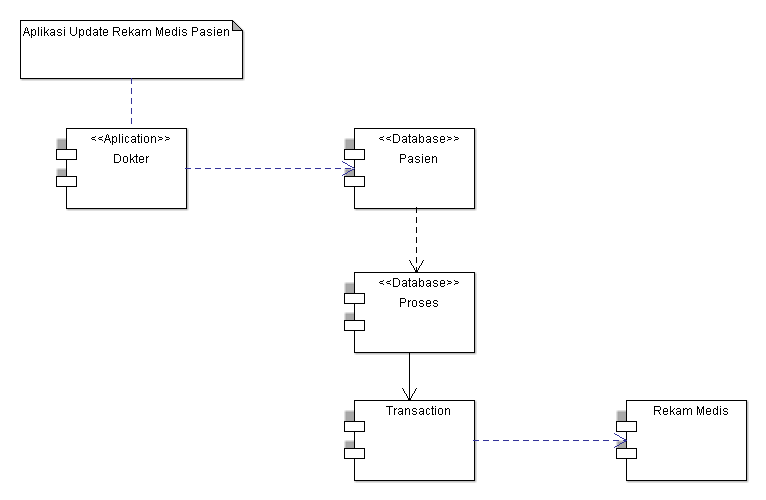 Aplikasi Update Rekam Medis Pasien
<<Aplication>>
Dokter
<<Database>>
Pasien
<<Database>>
Proses
Transaction
Rekam Medis